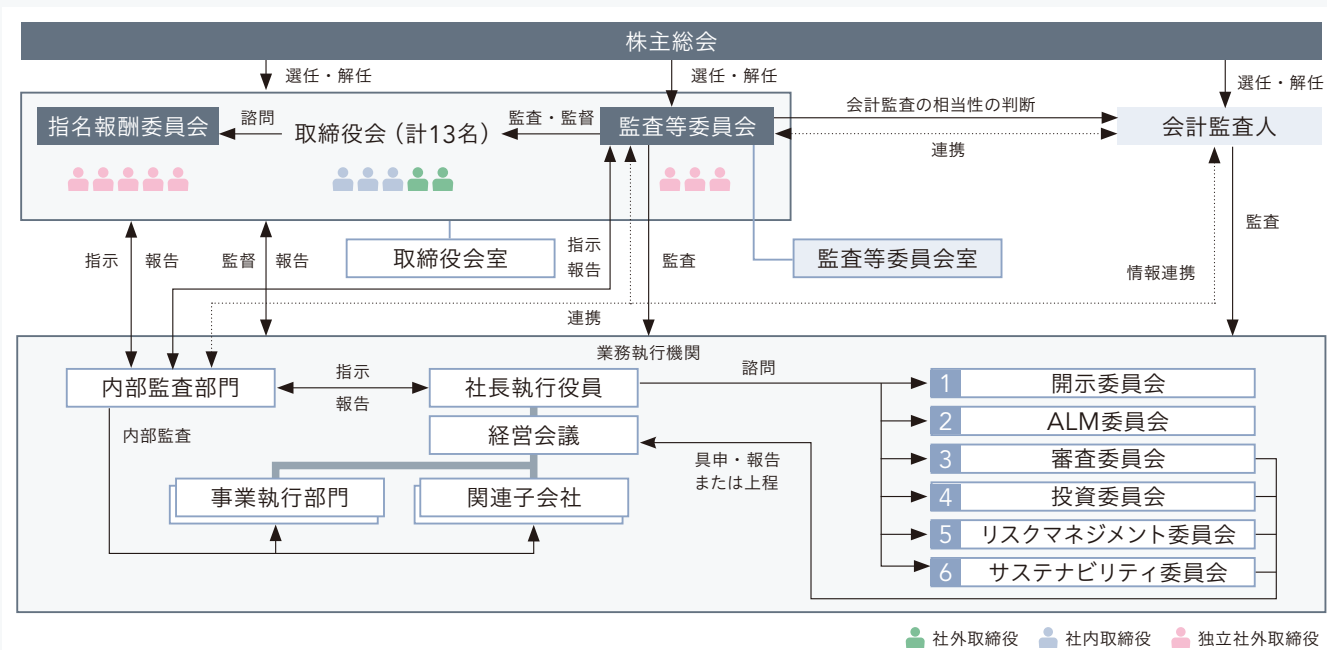 株主総会
選任・解任
選任・解任
選任・解任
指名報酬委員会
諮問
取締役会（計13名）
監査・監督
監査等委員会
会計監査の相当性の判断
連携
会計監査人
取締役会室
監査等委員会室
指示
報告
監督
報告
指示
報告
監査
連携
情報連携
監査
業務執行機関
内部監査部門
指示
報告
社長執行役員
諮問
経営会議
内部監査
事業執行部門
関連子会社
具申・報告
または上程
1 開示委員会
2 ALM委員会
3 審査委員会
4 投資委員会
5 リスクマネジメント委員会
6 サステナビリティ委員会
社外取締役
社内取締役
独立社外取締役